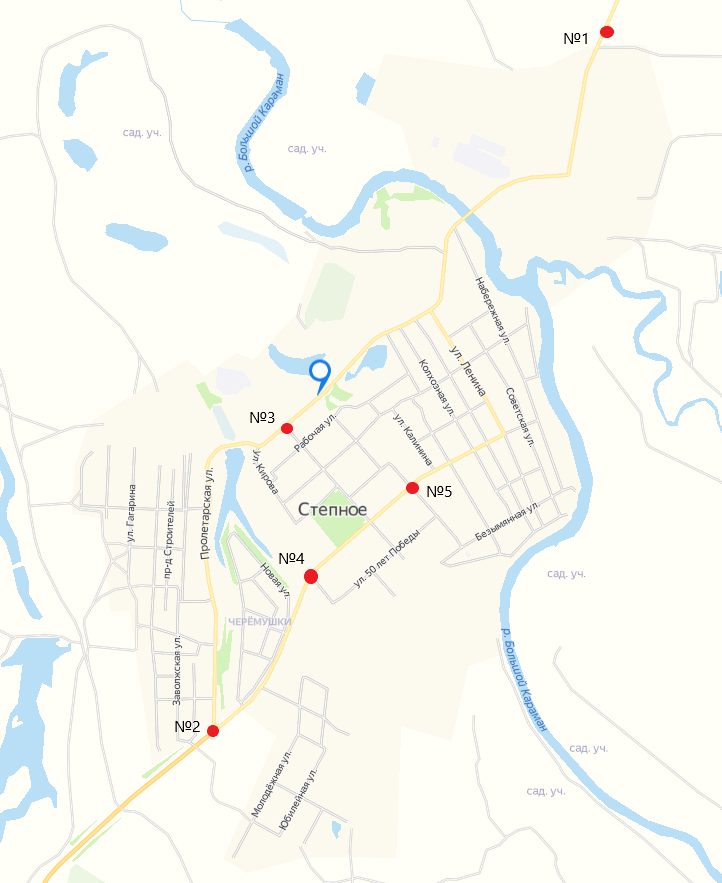 №1
р. Большой Караман
сад. уч.
сад. уч.
Набережная ул.
ул. Ленина
Колхозная ул.
Советская ул.
№3
Рабочая ул.
ул. Калинина
ул. Кирова
Пролетарская ул.
ул. Гагарина
пр-д Строителей
№5
Степное
Безымянная ул.
№4
ул. 50 лет Победы
Новая ул.
сад. уч.
ЧЕРЁМУШКИ
Заволжская ул.
р. Большой Караман
№2
сад. уч.
Молодёжная ул.
Юбилейная ул.
сад. уч.